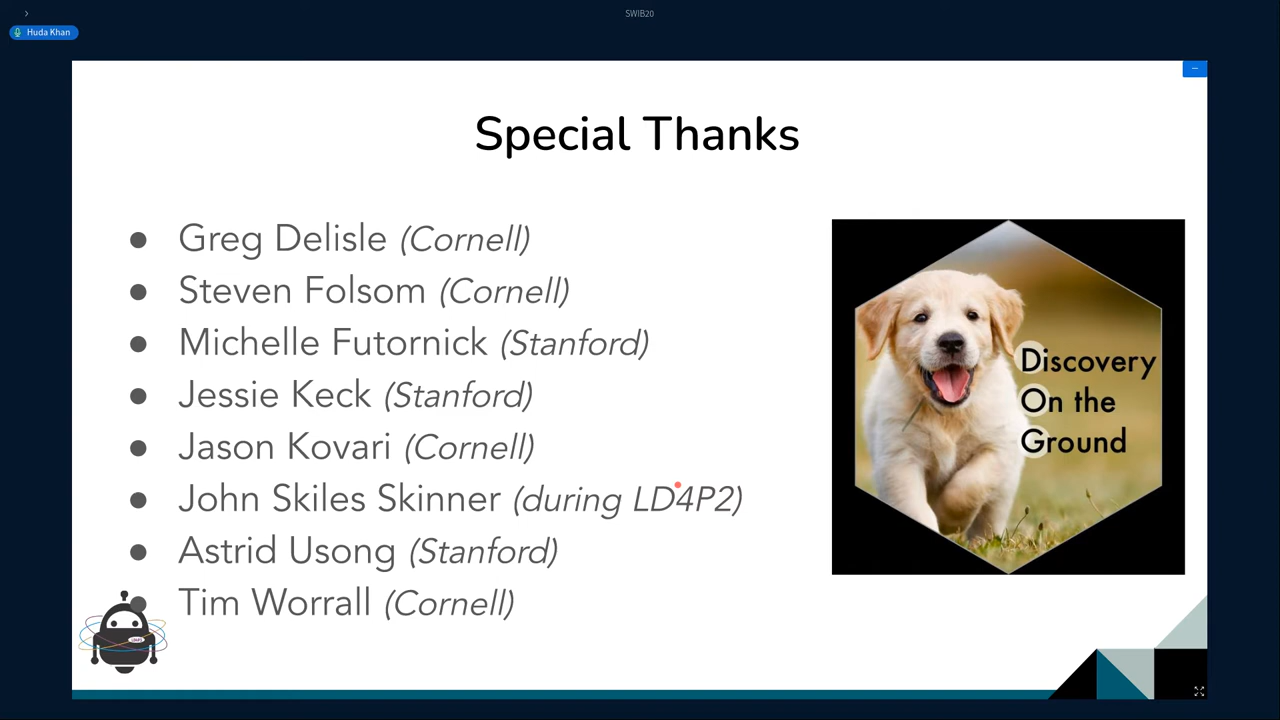 SWIB20
Huda Khan
Special Thanks
● Greg Delisle (Cornell)
● Steven Folsom (Cornell)
● Michelle Futornick (Stanford)
● Jessie Keck (Stanford)
● Jason Kovari (Cornell)
● John Skiles Skinner (during LD4P2)
● Astrid Usong (Stanford)
● Tim Worrall (Cornell)
Discovery
On the
Ground